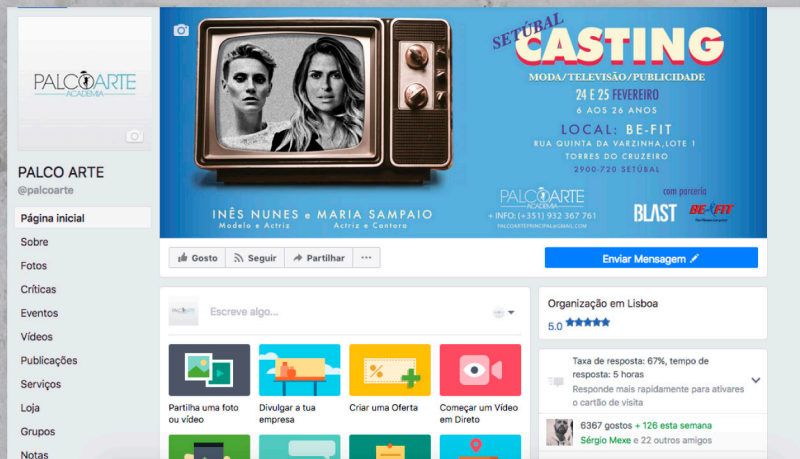 PALCOARTE
ACADEMIA
PALCO ARTE
@palcoarte
Página inicial
Sobre
Fotos
Críticas
Eventos
Vídeos
Publicações
Serviços
Loja
Grupos
Notas
SETÚBAL
CASTING
MODA/TELEVISÃO/PUBLICIDADE
24 E 25 FEVEREIRO
6 AOS 26 ANOS
LOCAL: BE-FIT
RUA QUINTA DA VARZINHA,LOTE 1
TORRES DO CRUZEIRO
2900-720 SETÚBAL
INÊS NUNES e MARIA SAMPAIO
Modelo e Actriz Actriz e Cantora
PALCOARTE
ACADEMIA
+ INFO: (+351) 932 367 761
PALCOARTEPRINCIPAL@GMAIL.COM
com parceria
BLAST BE-FIT
Gosto Seguir Partilhar ...
Enviar Mensagem
Escreve algo...
Partilha uma foto ou vídeo
Divulgar a tua empresa
Criar uma Oferta
Começar um Vídeo em Direto
Organização em Lisboa
5.0
Taxa de resposta: 67%, tempo de
resposta: 5 horas
Responde mais rapidamente para ativares
o cartão de visita
6367 gostos + 126 esta semana
Sérgio Mexe e 22 outros amigos